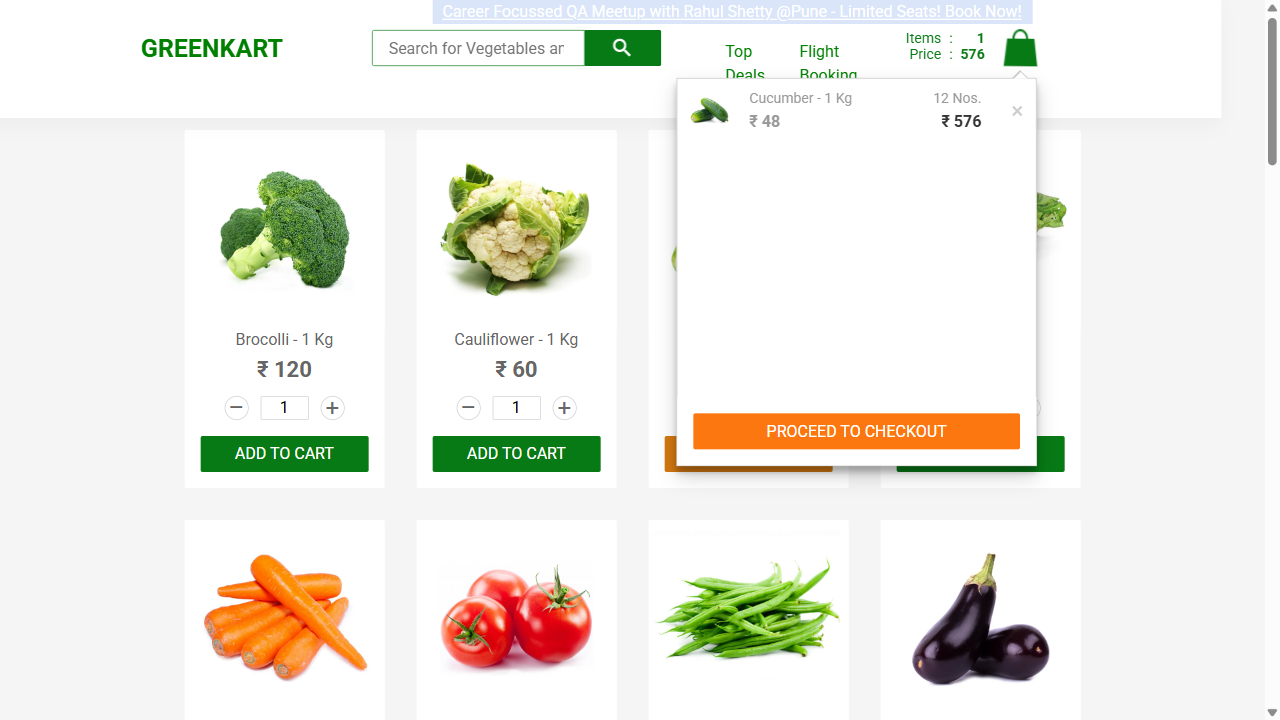 Career Focussed QA Meetup with Rahul Shetty @Pune - Limited Seats! Book Now!
GREENKART
Search for Vegetables an
Top
Deals
Flight
Booking
Items : 1
Price : 576
Cucumber - 1 Kg
12 Nos.
×
₹ 48
₹ 576
PROCEED TO CHECKOUT
Brocolli - 1 Kg
₹ 120
− 1 +
ADD TO CART
Cauliflower - 1 Kg
₹ 60
− 1 +
ADD TO CART